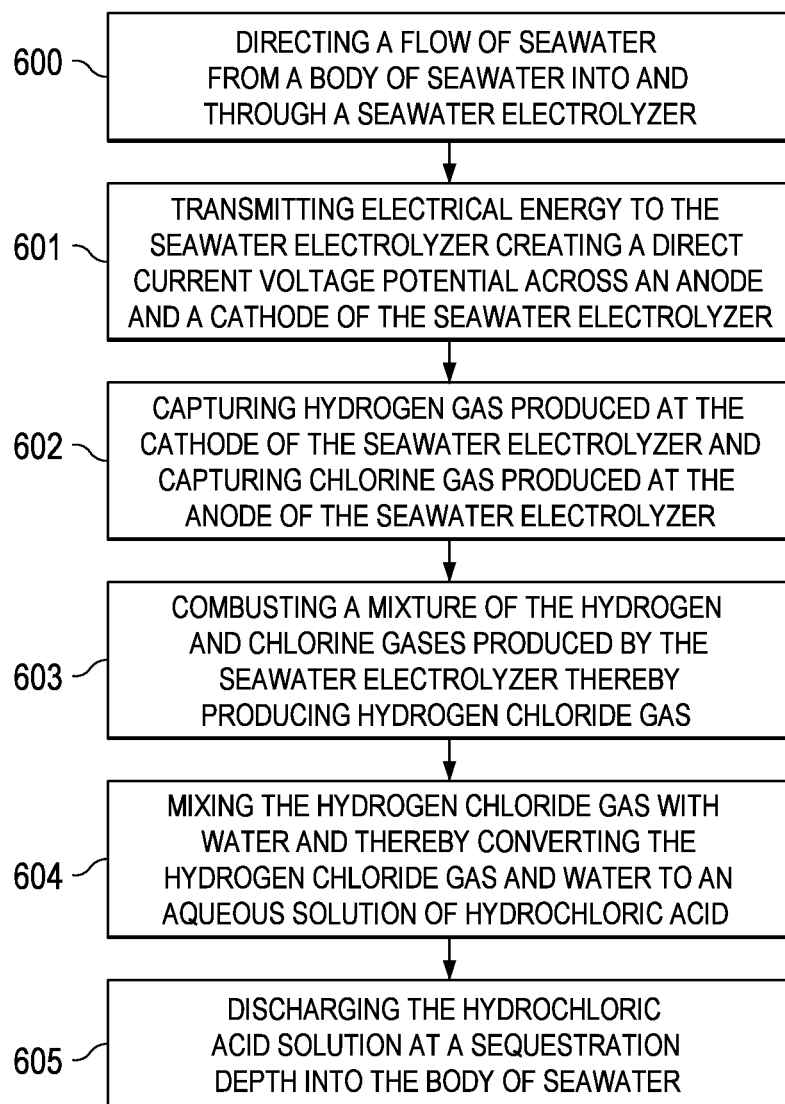 600
DIRECTING A FLOW OF SEAWATER
FROM A BODY OF SEAWATER INTO AND
THROUGH A SEAWATER ELECTROLYZER
601
TRANSMITTING ELECTRICAL ENERGY TO THE
SEAWATER ELECTROLYZER CREATING A DIRECT
CURRENT VOLTAGE POTENTIAL ACROSS AN ANODE
AND A CATHODE OF THE SEAWATER ELECTROLYZER
602
CAPTURING HYDROGEN GAS PRODUCED AT THE
CATHODE OF THE SEAWATER ELECTROLYZER AND
CAPTURING CHLORINE GAS PRODUCED AT THE
ANODE OF THE SEAWATER ELECTROLYZER
603
COMBUSTING A MIXTURE OF THE HYDROGEN
AND CHLORINE GASES PRODUCED BY THE
SEAWATER ELECTROLYZER THEREBY
PRODUCING HYDROGEN CHLORIDE GAS
604
MIXING THE HYDROGEN CHLORIDE GAS WITH
WATER AND THEREBY CONVERTING THE
HYDROGEN CHLORIDE GAS AND WATER TO AN
AQUEOUS SOLUTION OF HYDROCHLORIC ACID
605
DISCHARGING THE HYDROCHLORIC
ACID SOLUTION AT A SEQUESTRATION
DEPTH INTO THE BODY OF SEAWATER